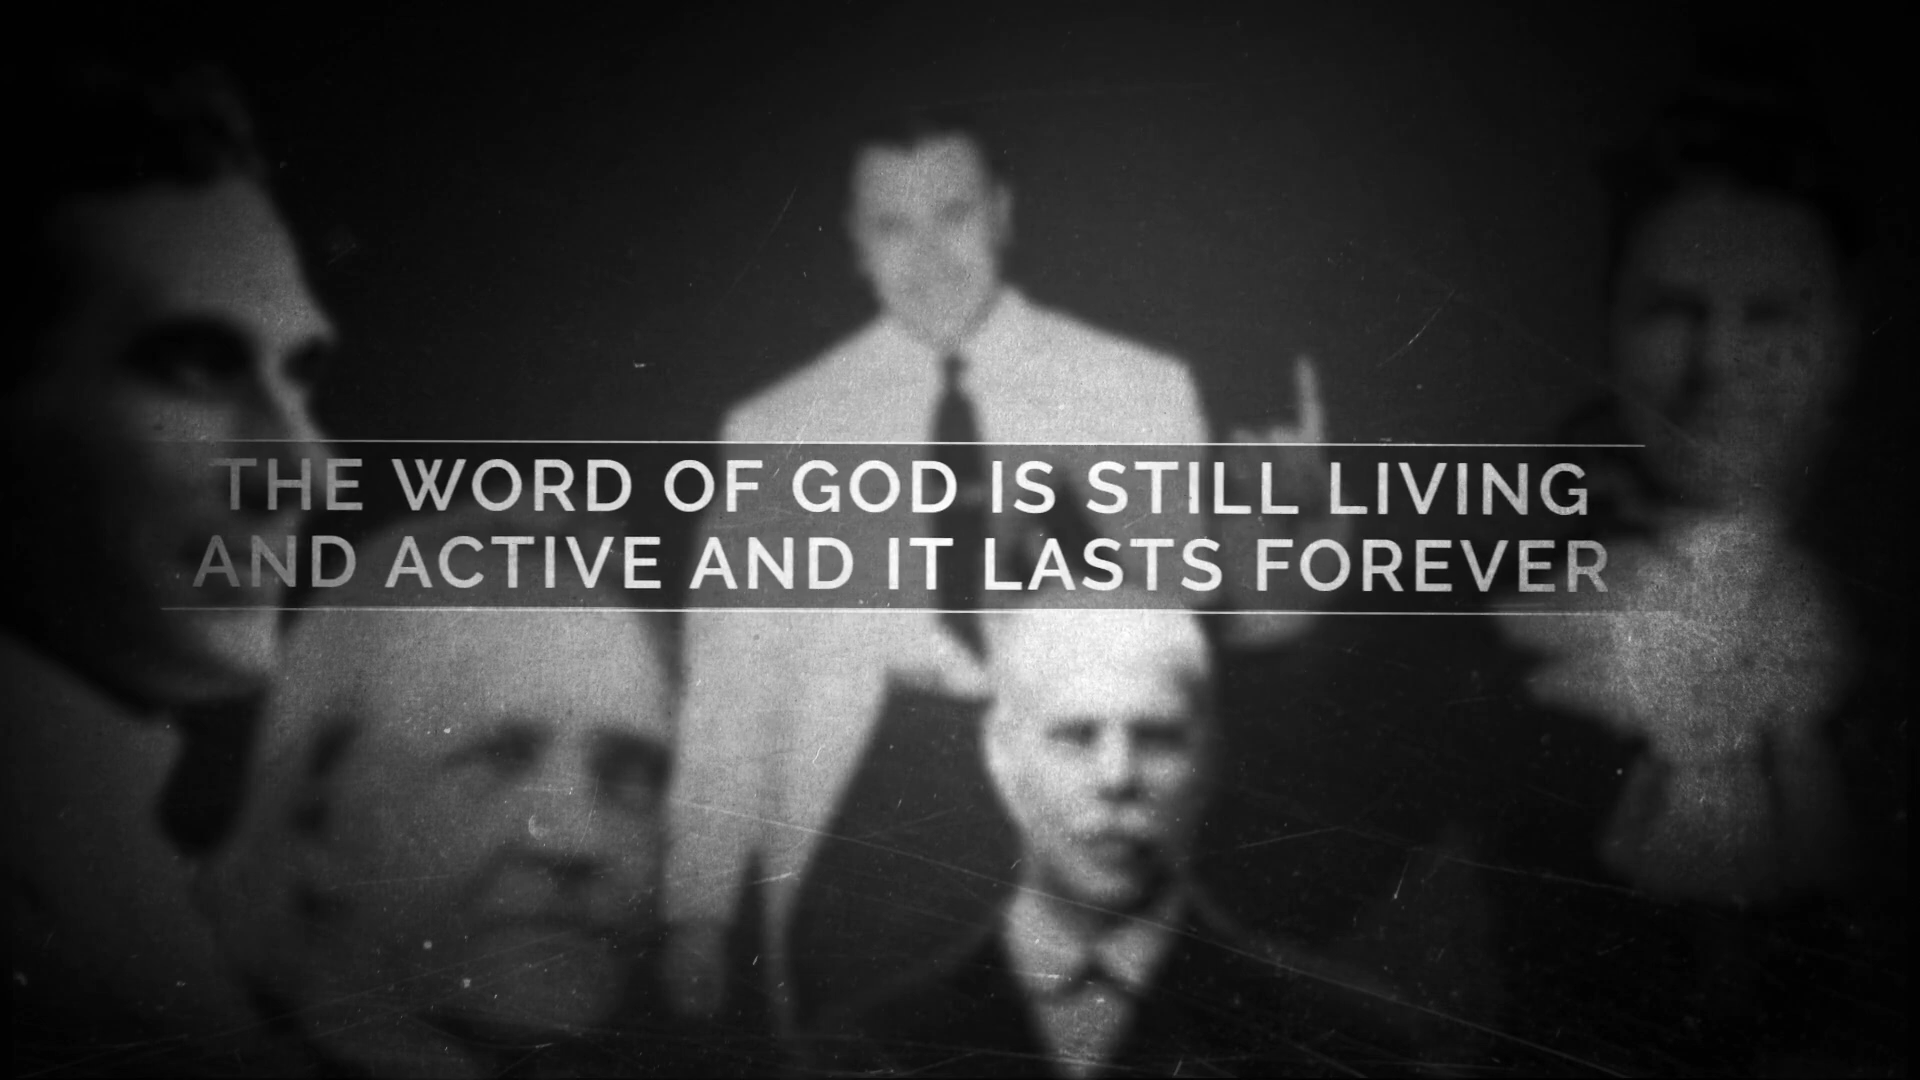 THE WORD OF GOD IS STILL LIVING
AND ACTIVE AND IT LASTS FOREVER